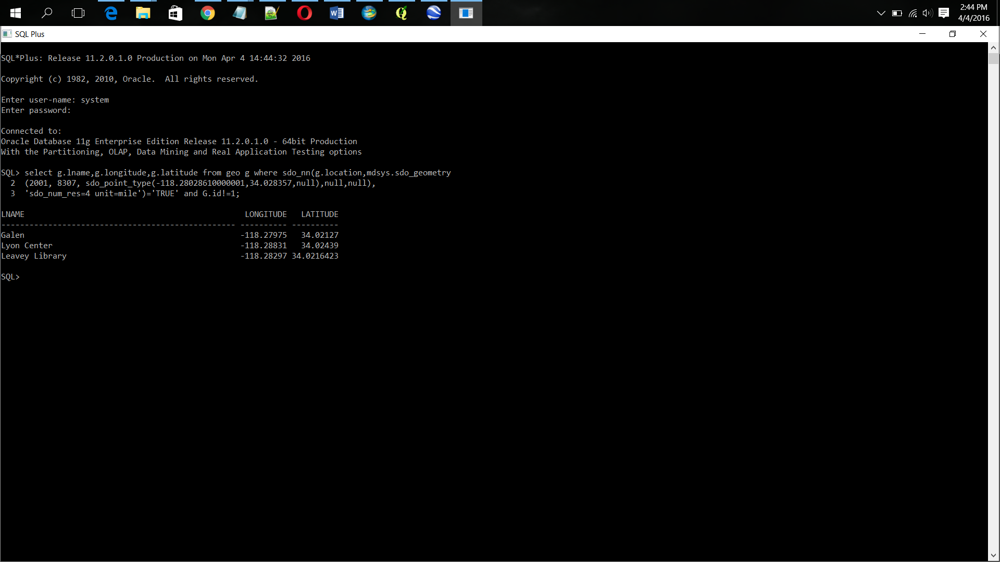 2:44 PM
4/4/2016
SQL Plus
SQL*Plus: Release 11.2.0.1.0 Production on Mon Apr 4 14:44:32 2016
Copyright (c) 1982, 2010, Oracle.  All rights reserved.
Enter user-name: system
Enter password:
Connected to:
Oracle Database 11g Enterprise Edition Release 11.2.0.1.0 - 64bit Production
With the Partitioning, OLAP, Data Mining and Real Application Testing options
SQL> select g.lname,g.longitude,g.latitude from geo g where sdo_nn(g.location,mdsys.sdo_geometry
  2  (2001, 8307, sdo_point_type(-118.28028610000001,34.028357,null),null,null),
  3  'sdo_num_res=4 unit=mile')='TRUE' and G.id!=1;
LNAME                                               LONGITUDE   LATITUDE
-------------------------------------------------- ---------- ----------
Galen                                              -118.27975   34.02127
Lyon Center                                        -118.28831   34.02439
Leavey Library                                     -118.28297 34.0216423
SQL>